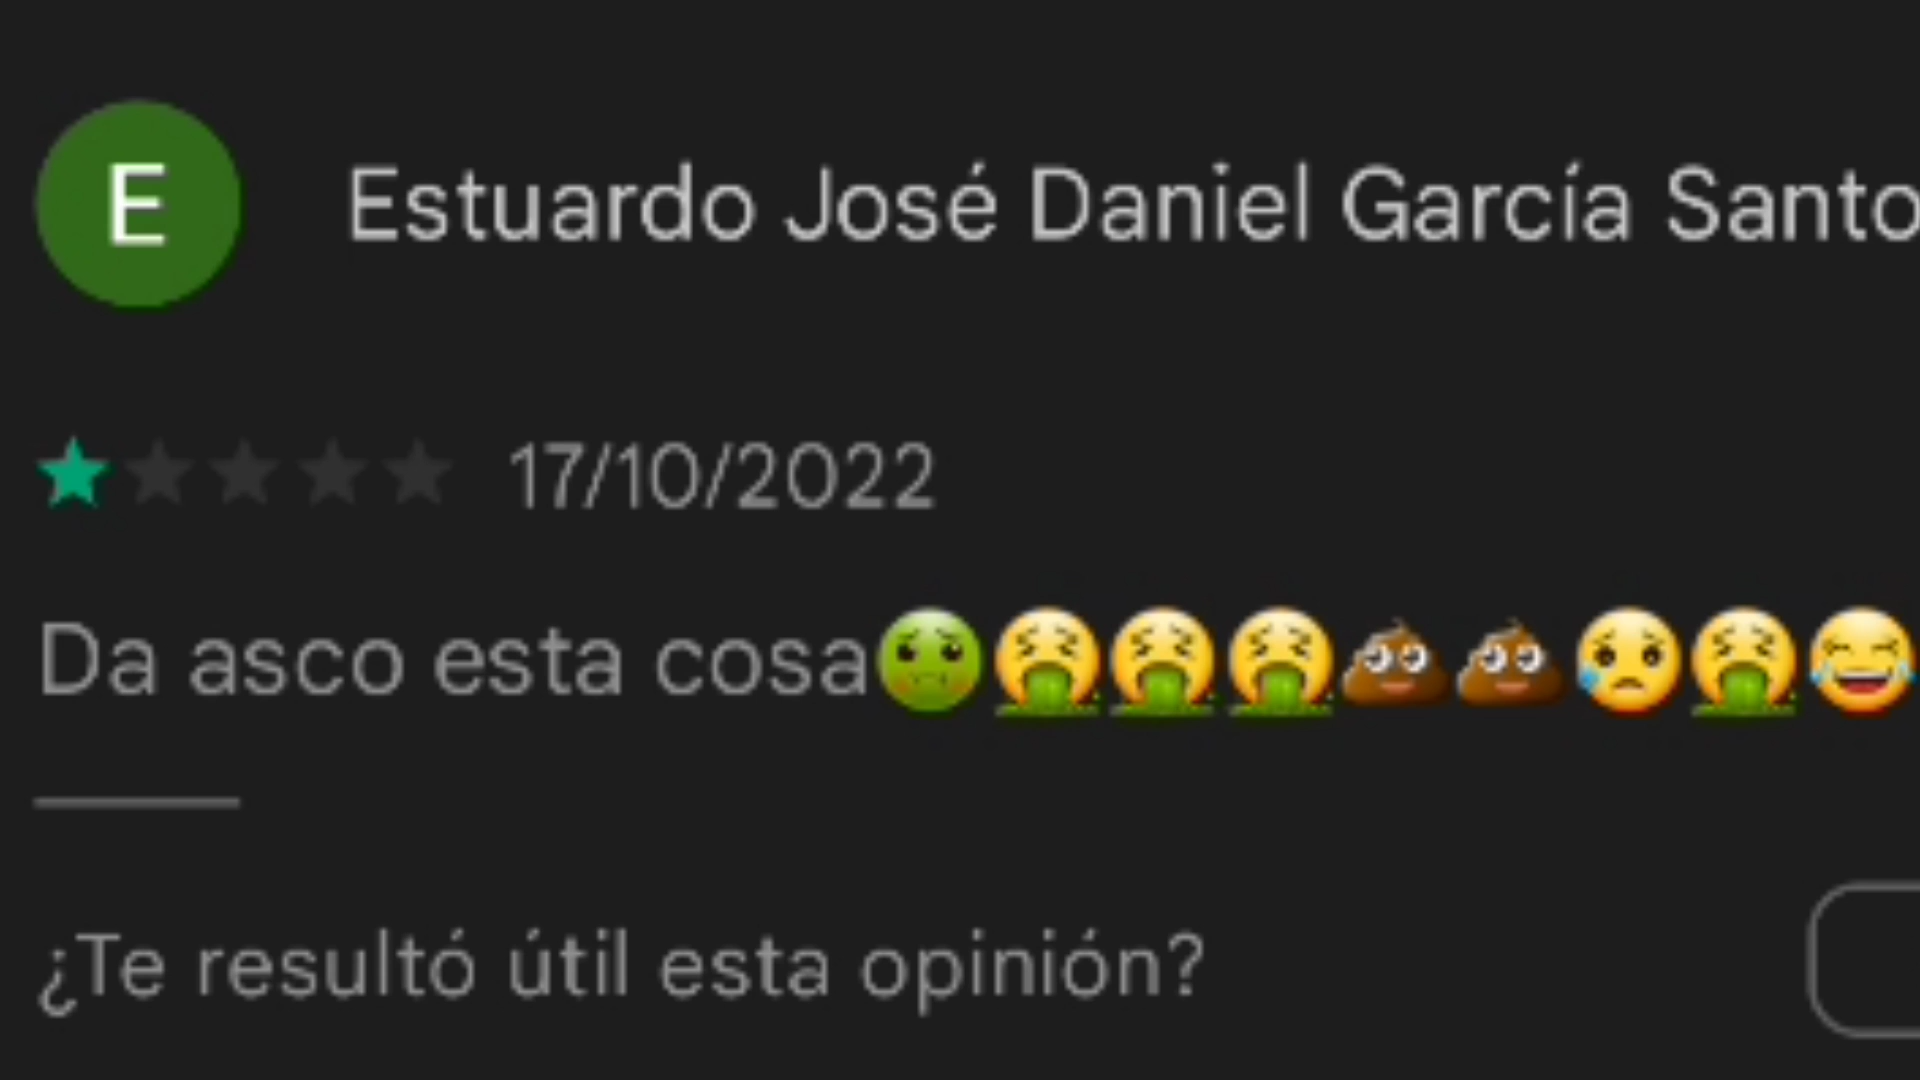 E
Estuardo José Daniel García Santo
17/10/2022
Da asco esta cosa🤢🤮🤮🤮💩💩😥🤮😂
¿Te resultó útil esta opinión?